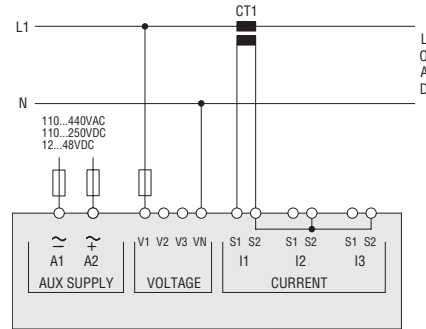 CT1
L1
L
O
A
D
N
110...440VAC
110...250VDC
12...48VDC
V1 V2 V3 VN
S1 S2 S1 S2 S1 S2
A1 A2
I1 I2 I3
AUX SUPPLY VOLTAGE CURRENT